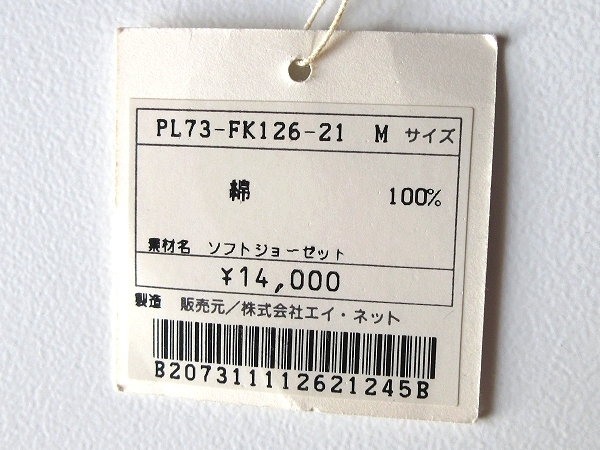 PL73-FK126-21 M サイズ
綿 100%
素材名 ソフトジョーゼット
¥14,000
製造 販売元/株式会社エイ・ネット
B2073111112621245B